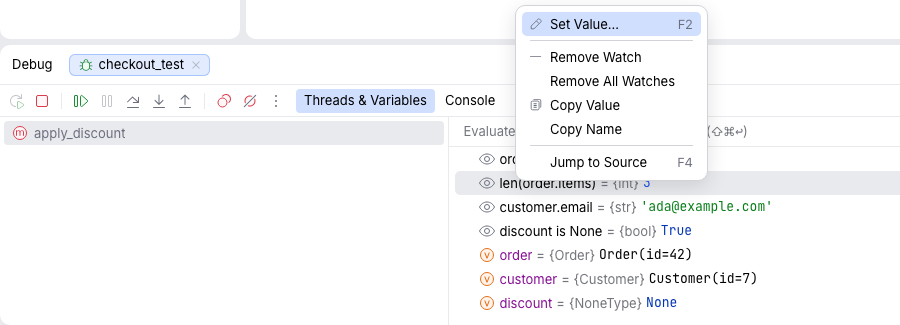 Set Value... F2
Remove Watch
Remove All Watches
Copy Value
Copy Name
Jump to Source F4
Debug checkout_test
Threads & Variables Console
apply_discount
Evaluate (⇧⌘↩)
len(order.items) = {int} 3
customer.email = {str} 'ada@example.com'
discount is None = {bool} True
order = {Order} Order(id=42)
customer = {Customer} Customer(id=7)
discount = {NoneType} None